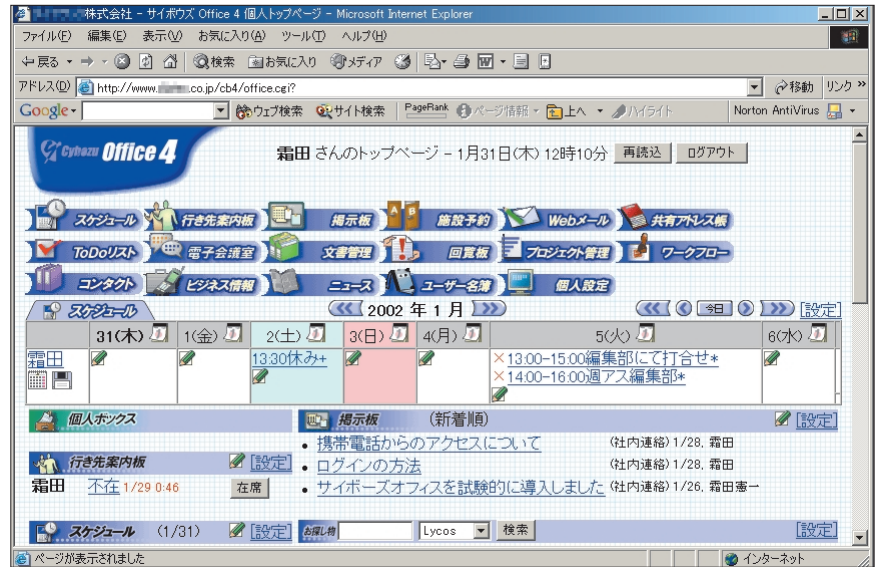 株式会社 - サイボウズ Office 4 個人トップページ - Microsoft Internet Explorer
ファイル(F) 編集(E) 表示(V) お気に入り(A) ツール(T) ヘルプ(H)
戻る 検索 お気に入り メディア
アドレス(D) http://www. .co.jp/cb4/office.cgi? 移動 リンク »
Google ウェブ検索 サイト検索 PageRank ページ情報 上へ ハイライト Norton AntiVirus
Cybozu Office 4 霜田 さんのトップページ - 1月31日(木) 12時10分 再読込 ログアウト
スケジュール 行き先案内板 掲示板 施設予約 Webメール 共有アドレス帳
ToDoリスト 電子会議室 文書管理 回覧板 プロジェクト管理 ワークフロー
コンタクト ビジネス情報 ニュース ユーザー名簿 個人設定
スケジュール 2002 年 1 月 今日 [設定]
31(木) 1(金) 2(土) 3(日) 4(月) 5(火) 6(水)
霜田 13:00-15:00編集部にて打合せ*
13:30休み+
14:00-16:00週アス編集部*
個人ボックス 掲示板 (新着順) [設定]
・携帯電話からのアクセスについて (社内連絡) 1/28, 霜田
行き先案内板 [設定] ・ログインの方法 (社内連絡) 1/28, 霜田
霜田 不在 1/29 0:46 在席 ・サイボーズオフィスを試験的に導入しました (社内連絡) 1/26, 霜田憲一
スケジュール (1/31) [設定] お探し物 Lycos 検索 [設定]
ページが表示されました インターネット